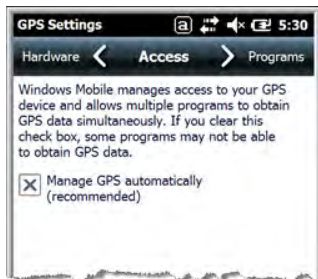 GPS Settings a 5:30
Hardware Access Programs
Windows Mobile manages access to your GPS
device and allows multiple programs to obtain
GPS data simultaneously. If you clear this
check box, some programs may not be able
to obtain GPS data.
Manage GPS automatically
(recommended)